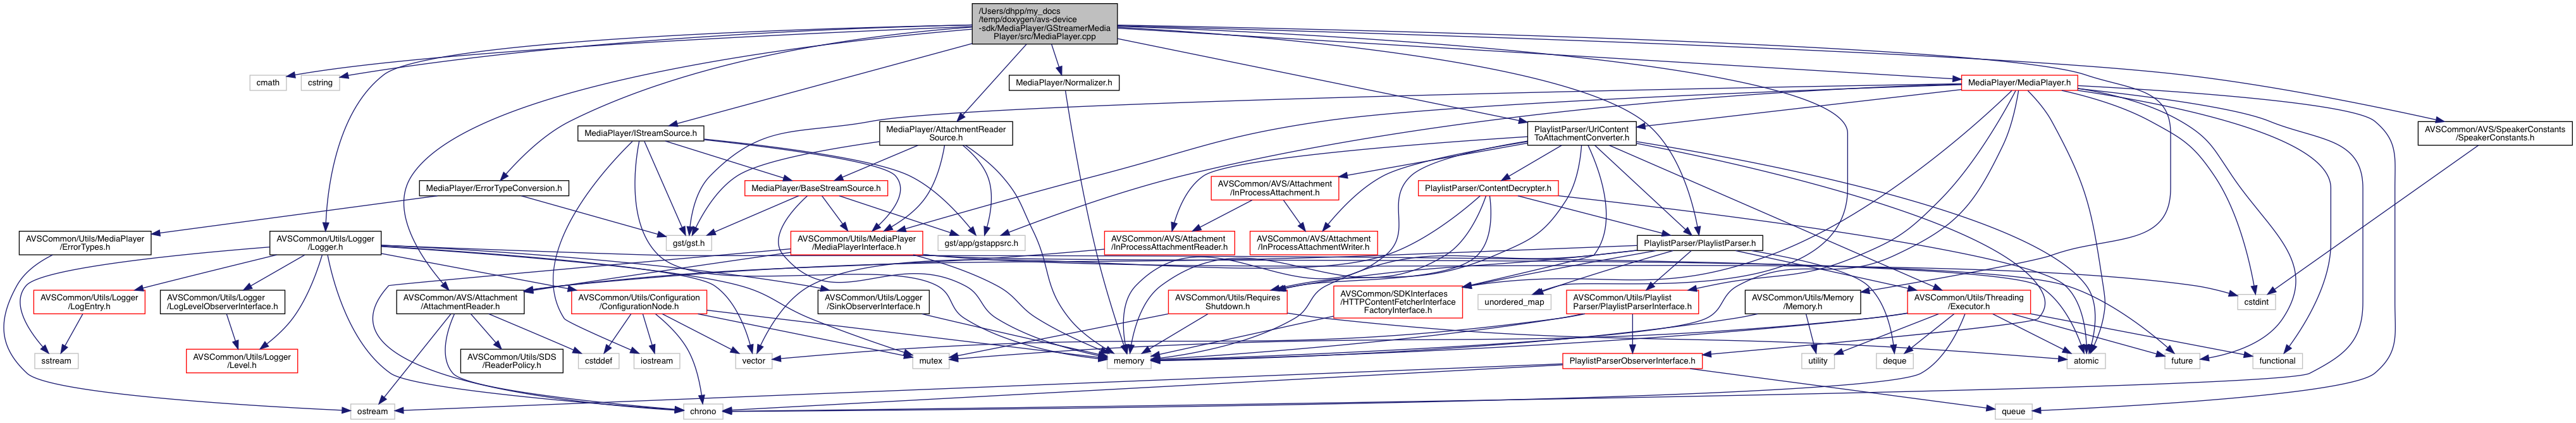 /Users/dhpp/my_docs
/temp/doxygen/avs-device
-sdk/MediaPlayer/GStreamerMedia
Player/src/MediaPlayer.cpp
cmath
cstring
MediaPlayer/Normalizer.h
MediaPlayer/MediaPlayer.h
MediaPlayer/IStreamSource.h
MediaPlayer/AttachmentReader
Source.h
PlaylistParser/UrlContent
ToAttachmentConverter.h
AVSCommon/AVS/SpeakerConstants
/SpeakerConstants.h
MediaPlayer/ErrorTypeConversion.h
MediaPlayer/BaseStreamSource.h
AVSCommon/AVS/Attachment
/InProcessAttachment.h
PlaylistParser/ContentDecrypter.h
AVSCommon/Utils/MediaPlayer
/ErrorTypes.h
AVSCommon/Utils/Logger
/Logger.h
gst/gst.h
AVSCommon/Utils/MediaPlayer
/MediaPlayerInterface.h
gst/app/gstappsrc.h
AVSCommon/AVS/Attachment
/InProcessAttachmentReader.h
AVSCommon/AVS/Attachment
/InProcessAttachmentWriter.h
PlaylistParser/PlaylistParser.h
AVSCommon/Utils/Logger
/LogEntry.h
AVSCommon/Utils/Logger
/LogLevelObserverInterface.h
AVSCommon/AVS/Attachment
/AttachmentReader.h
AVSCommon/Utils/Configuration
/ConfigurationNode.h
AVSCommon/Utils/Logger
/SinkObserverInterface.h
AVSCommon/Utils/Requires
Shutdown.h
AVSCommon/SDKInterfaces
/HTTPContentFetcherInterface
FactoryInterface.h
unordered_map
AVSCommon/Utils/Playlist
Parser/PlaylistParserInterface.h
AVSCommon/Utils/Memory
/Memory.h
AVSCommon/Utils/Threading
/Executor.h
cstdint
sstream
AVSCommon/Utils/Logger
/Level.h
AVSCommon/Utils/SDS
/ReaderPolicy.h
cstddef
iostream
vector
mutex
memory
PlaylistParserObserverInterface.h
utility
deque
atomic
future
functional
ostream
chrono
queue